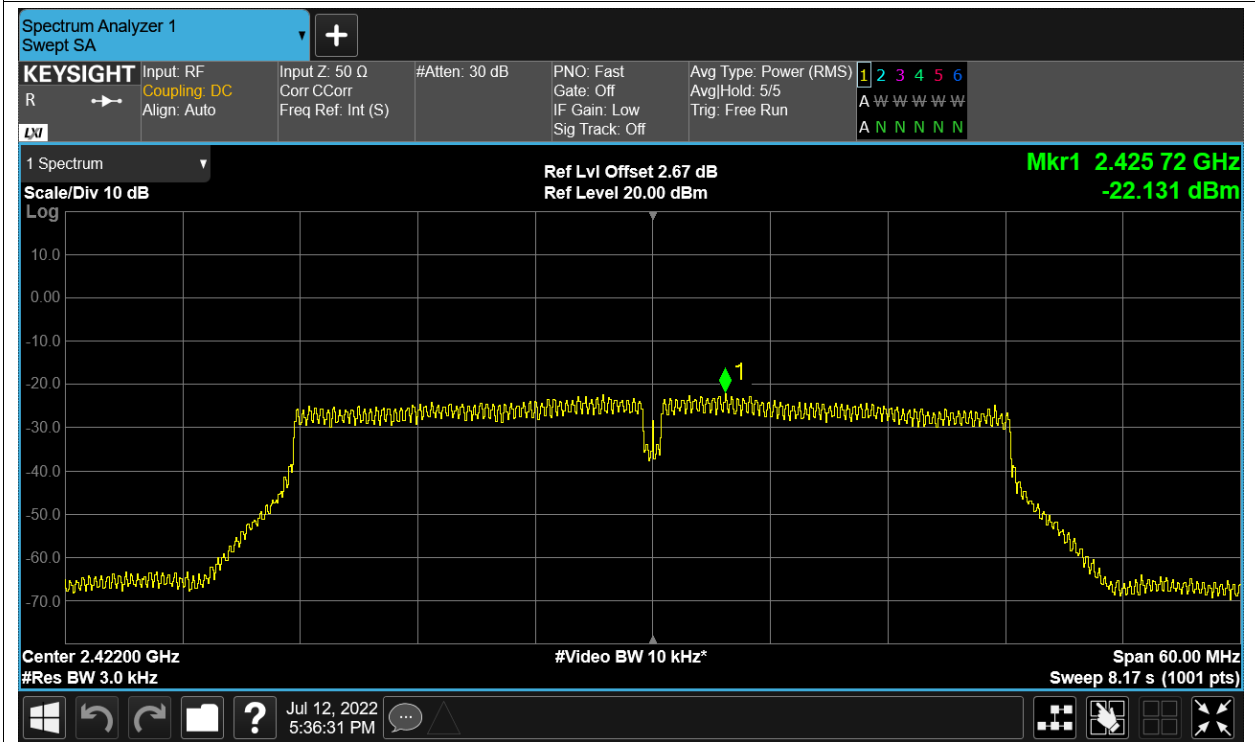 Spectrum Analyzer 1
Swept SA
KEYSIGHT
R
LXI
Input: RF
Coupling: DC
Align: Auto
Input Z: 50 Ω
Corr CCorr
Freq Ref: Int (S)
#Atten: 30 dB
PNO: Fast
Gate: Off
IF Gain: Low
Sig Track: Off
Avg Type: Power (RMS)
Avg|Hold: 5/5
Trig: Free Run
1 2 3 4 5 6
A W W W W W
A N N N N N
1 Spectrum
Scale/Div 10 dB
Log
Ref Lvl Offset 2.67 dB
Ref Level 20.00 dBm
Mkr1 2.425 72 GHz
-22.131 dBm
10.0
0.00
-10.0
-20.0
-30.0
-40.0
-50.0
-60.0
-70.0
1
Center 2.42200 GHz
#Res BW 3.0 kHz
#Video BW 10 kHz*
Span 60.00 MHz
Sweep 8.17 s (1001 pts)
?
Jul 12, 2022
5:36:31 PM